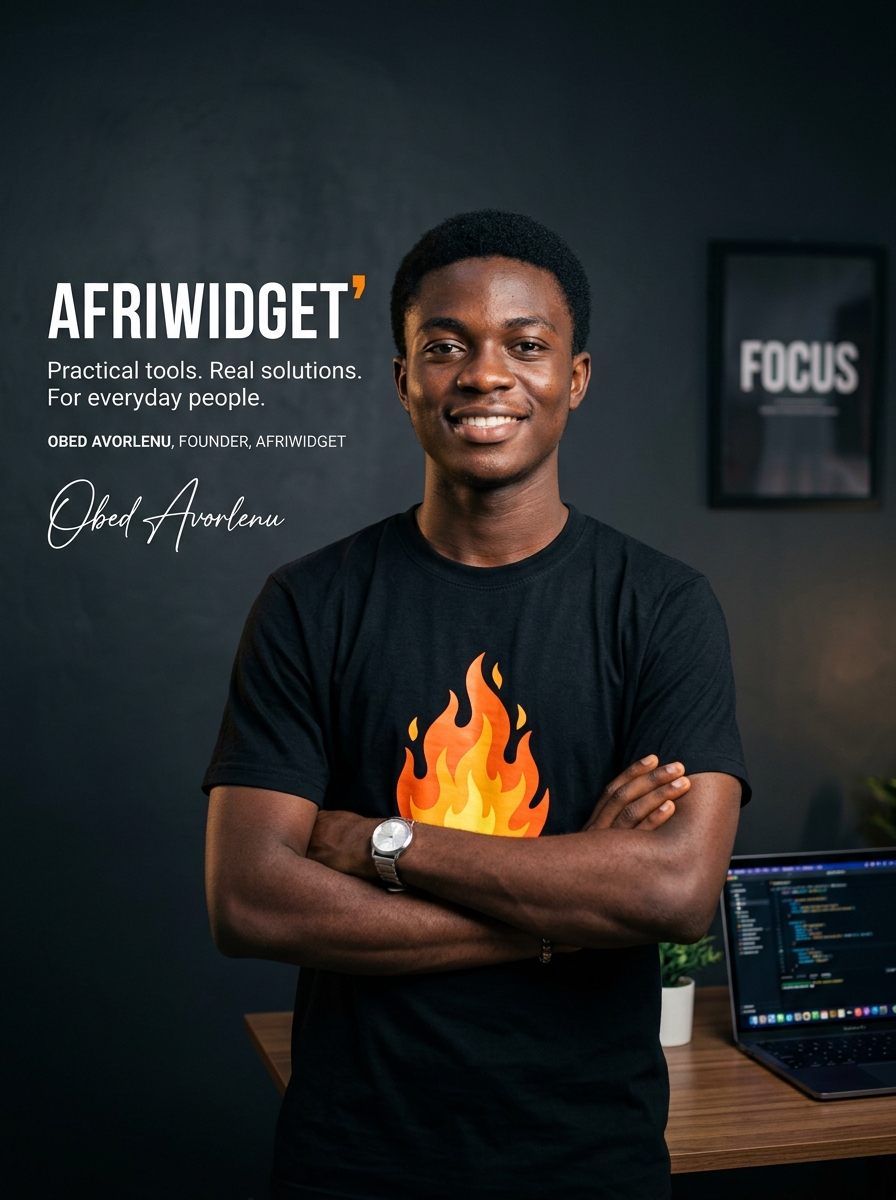 AFRIWIDGET’
Practical tools. Real solutions.
For everyday people.
OBED AVORLENU, FOUNDER, AFRIWIDGET
Obed Avorlenu
FOCUS